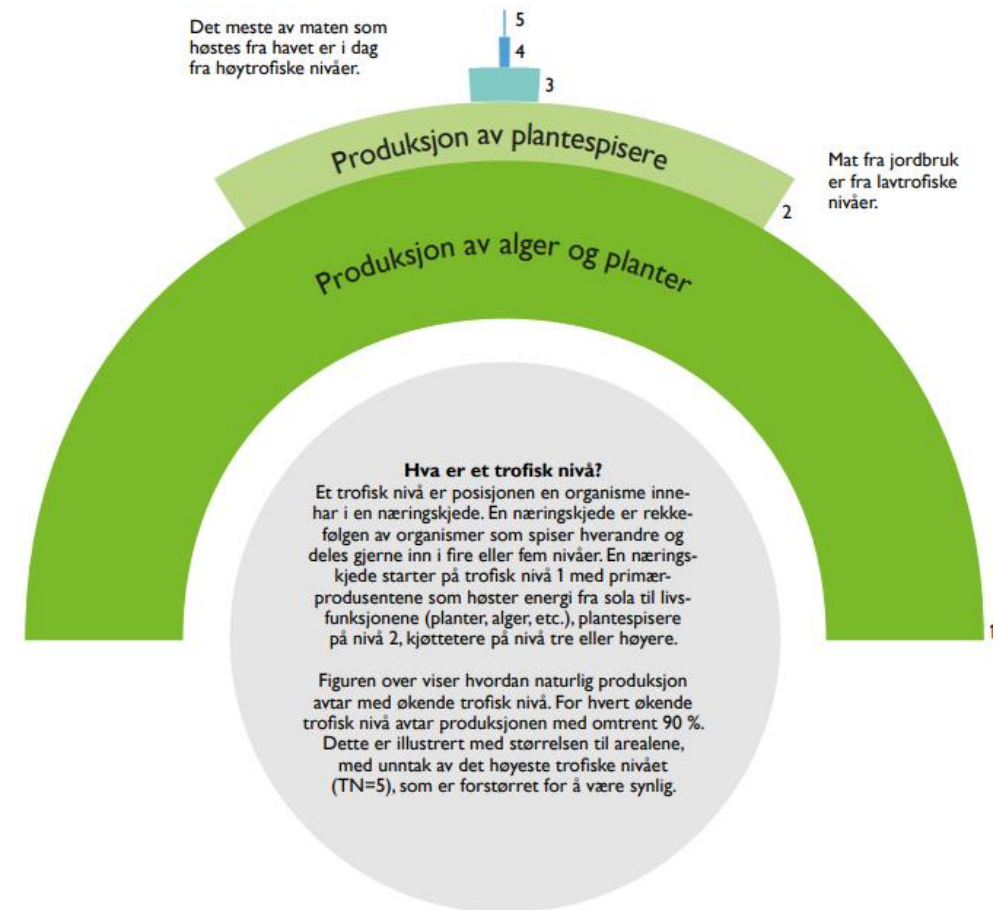 Det meste av maten som
høstes fra havet er i dag
fra høytrofiske nivåer.
5
4
3
Produksjon av plantespisere
Mat fra jordbruk
er fra lavtrofiske
nivåer.
2
Produksjon av alger og planter
Hva er et trofisk nivå?
Et trofisk nivå er posisjonen en organisme inne-
har i en næringskjede. En næringskjede er rekke-
følgen av organismer som spiser hverandre og
deles gjerne inn i fire eller fem nivåer. En nærings-
kjede starter på trofisk nivå 1 med primær-
produsentene som høster energi fra sola til livs-
funksjonene (planter, alger, etc.), plantespisere
på nivå 2, kjøttetere på nivå tre eller høyere.
1
Figuren over viser hvordan naturlig produksjon
avtar med økende trofisk nivå. For hvert økende
trofisk nivå avtar produksjonen med omtrent 90 %.
Dette er illustrert med størrelsen til arealene,
med unntak av det høyeste trofiske nivået
(TN=5), som er forstørret for å være synlig.